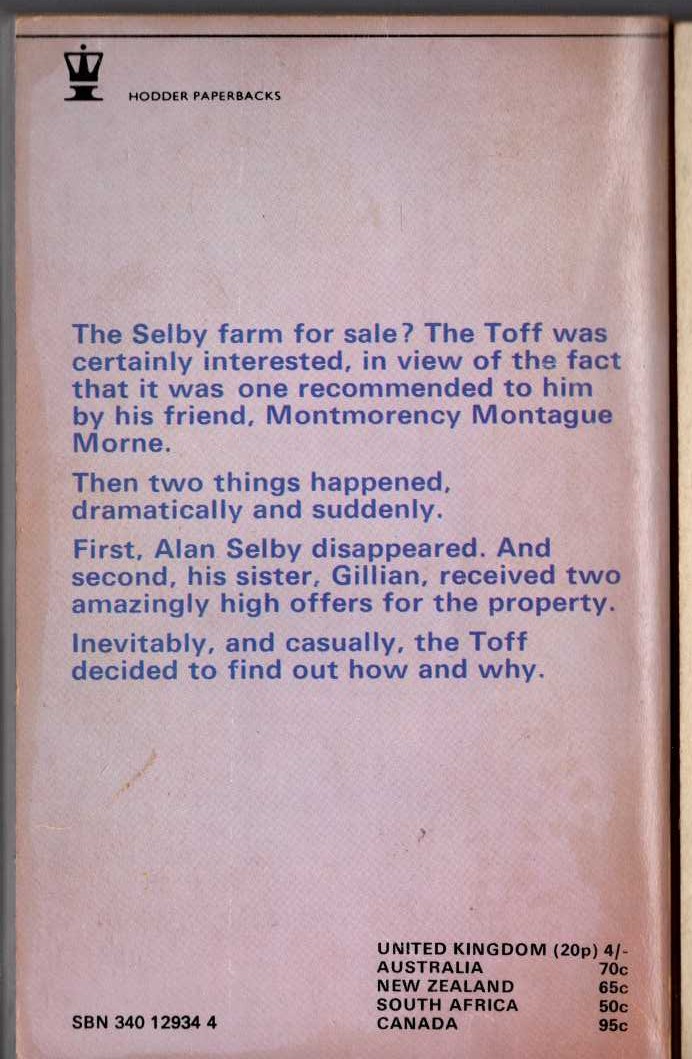 HODDER PAPERBACKS
The Selby farm for sale? The Toff was
certainly interested, in view of the fact
that it was one recommended to him
by his friend, Montmorency Montague
Morne.
Then two things happened,
dramatically and suddenly.
First, Alan Selby disappeared. And
second, his sister, Gillian, received two
amazingly high offers for the property.
Inevitably, and casually, the Toff
decided to find out how and why.
UNITED KINGDOM (20p) 4/-
AUSTRALIA 70c
NEW ZEALAND 65c
SOUTH AFRICA 50c
CANADA 95c
SBN 340 12934 4